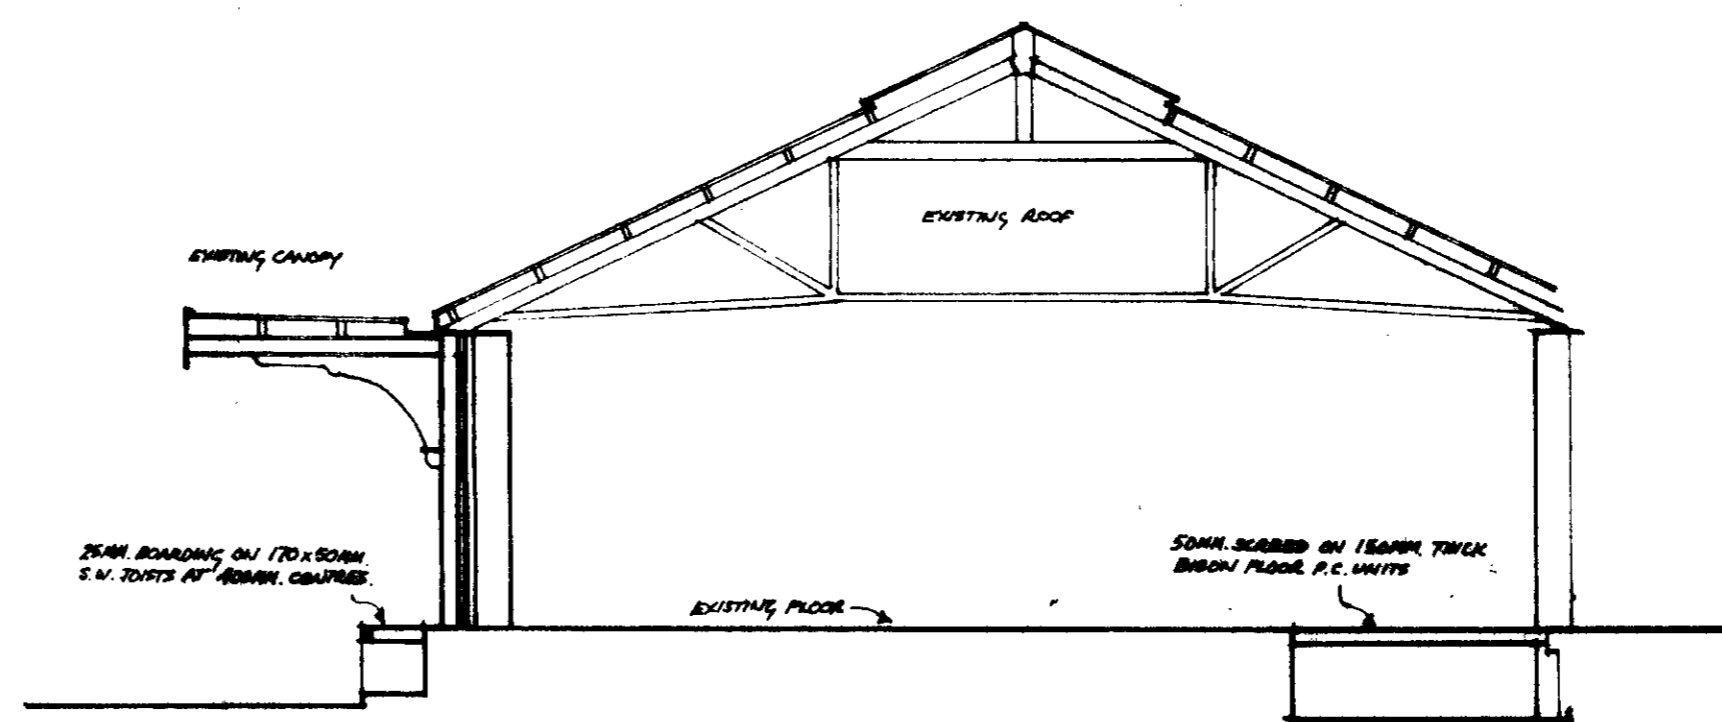 EXISTING ROOF
EXISTING CANOPY
25MM. BOARDING ON 170 x 50MM.
S.W. JOISTS AT 400MM. CENTRES.
50MM. SCREED ON 150MM. THICK
BISON FLOOR P.C. UNITS
EXISTING FLOOR